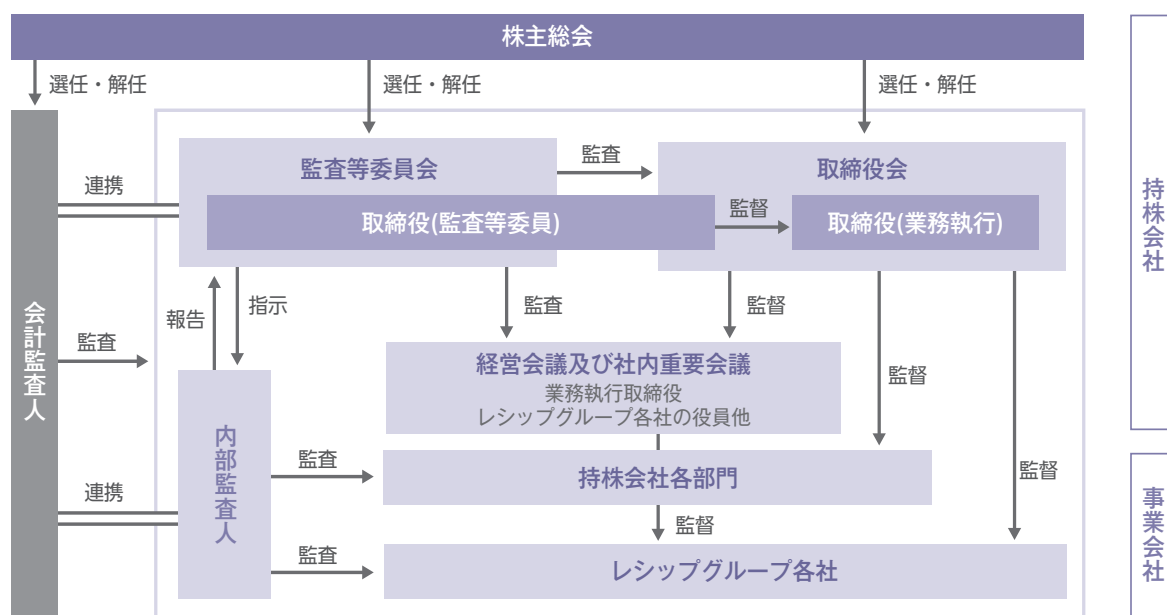 株主総会
選任・解任
選任・解任
選任・解任
監査等委員会
監査
取締役会
連携
取締役(監査等委員)
監督
取締役(業務執行)
持株会社
報告
指示
監査
監督
会計監査人
監査
経営会議及び社内重要会議
業務執行取締役
レシップグループ各社の役員他
監督
内部監査人
監査
持株会社各部門
監督
連携
監督
事業会社
監査
レシップグループ各社